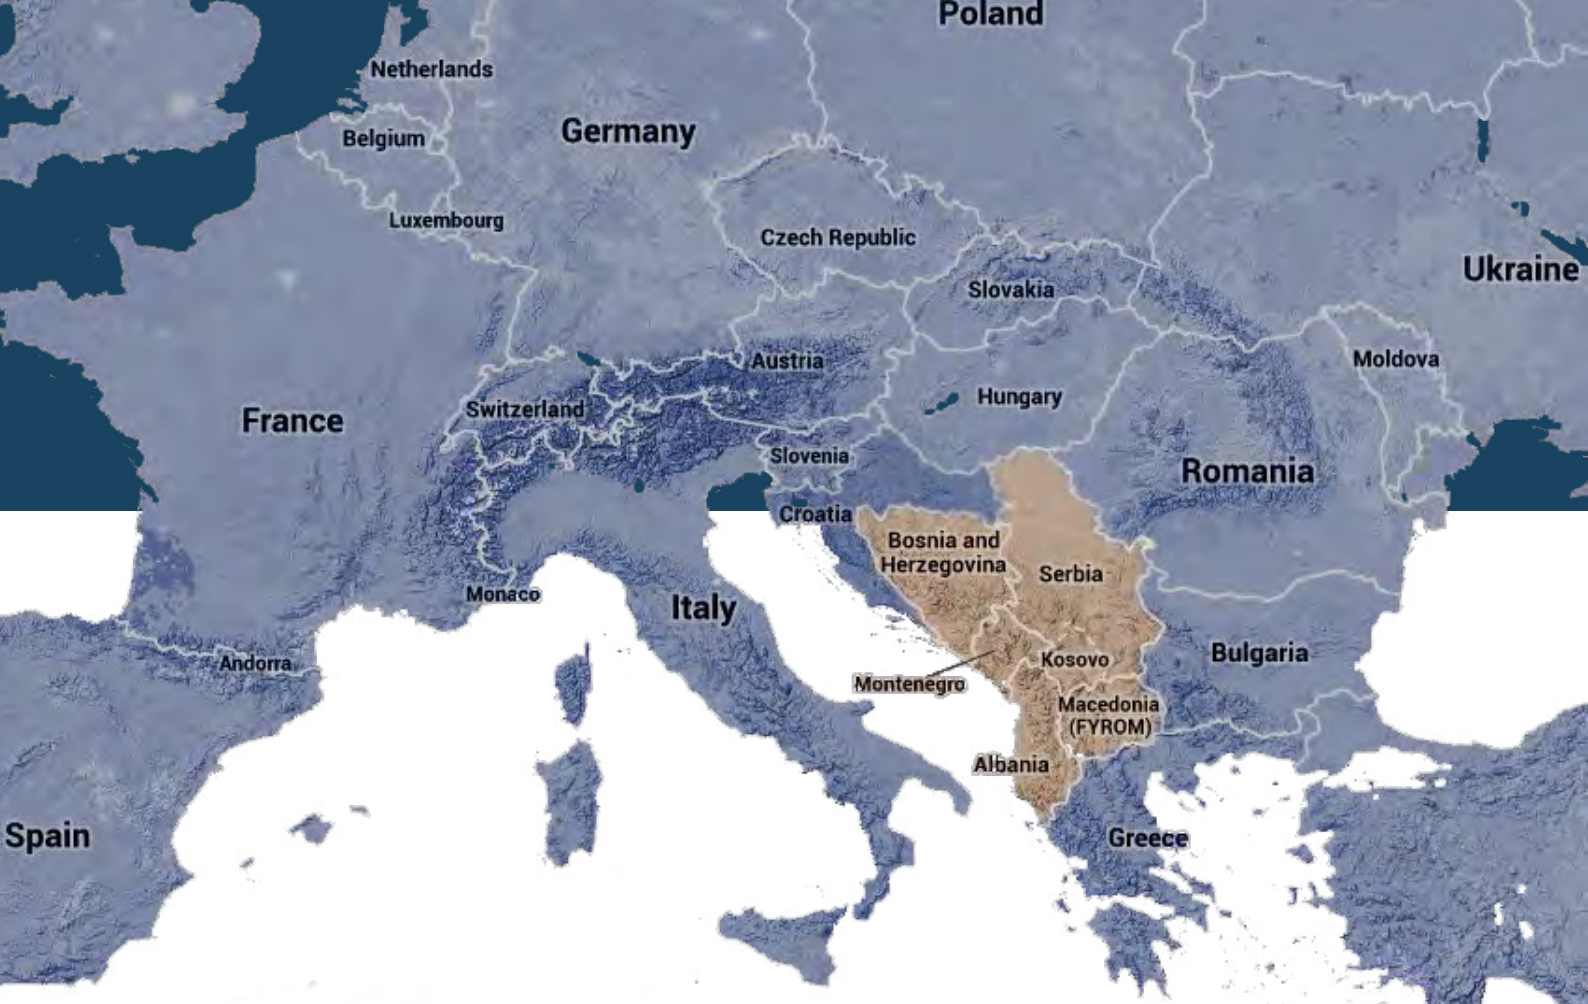 Poland
Netherlands
Germany
Belgium
Luxembourg
Czech Republic
Ukraine
Slovakia
Austria
Moldova
Hungary
Switzerland
France
Slovenia
Romania
Croatia
Bosnia and
Herzegovina
Serbia
Monaco
Italy
Bulgaria
Kosovo
Andorra
Montenegro
Macedonia
(FYROM)
Albania
Spain
Greece